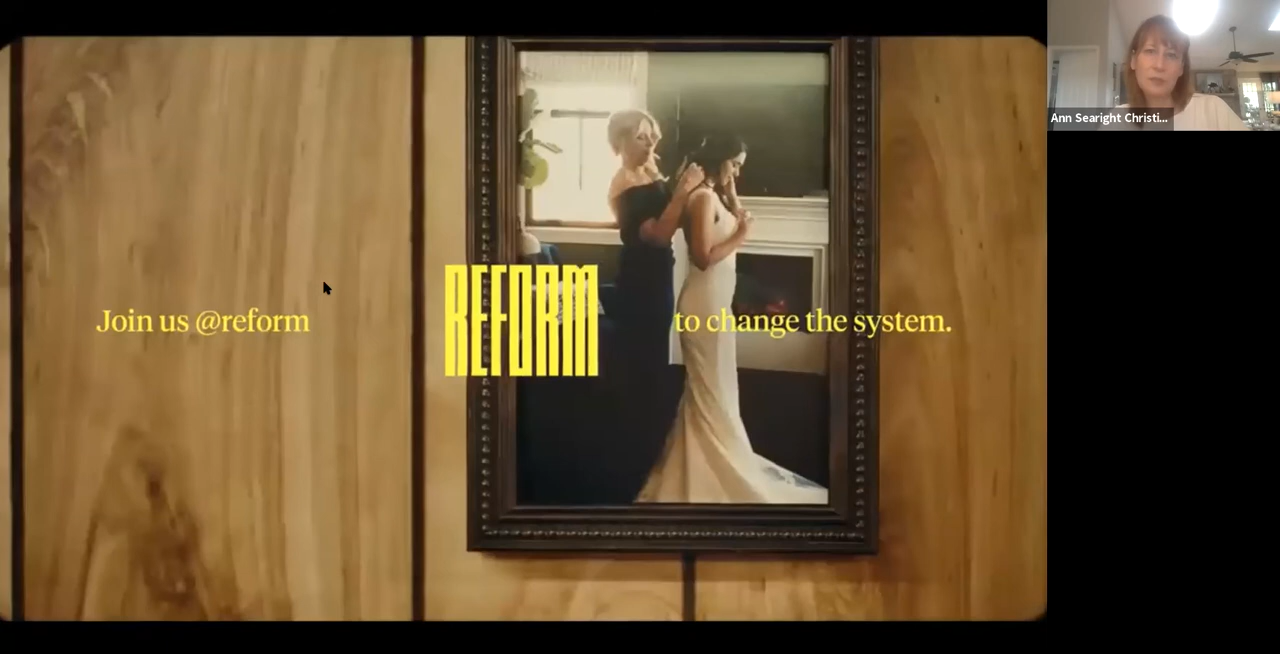 Ann Searight Christi...
Join us @reform
REFORM
to change the system.